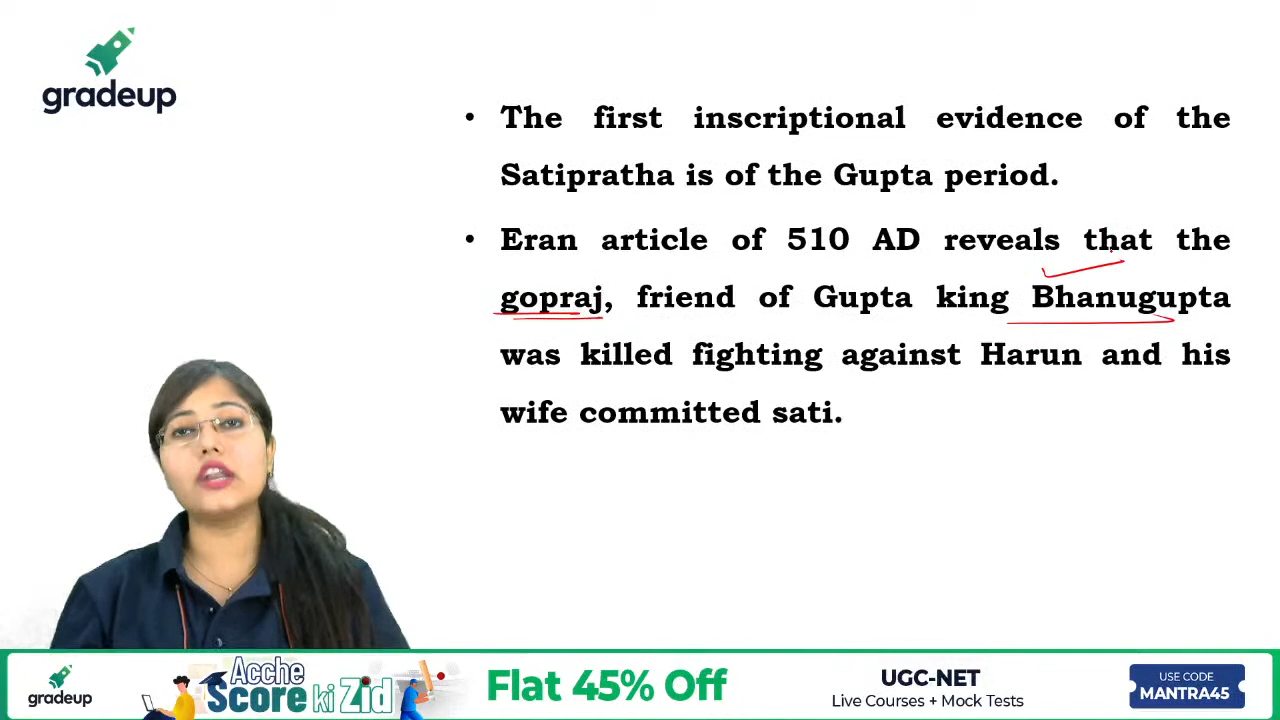 gradeup
• The first inscriptional evidence of the
Satipratha is of the Gupta period.
• Eran article of 510 AD reveals that the
gopraj, friend of Gupta king Bhanugupta
was killed fighting against Harun and his
wife committed sati.
gradeup
Acche
Score ki Zid
Flat 45% Off
UGC-NET
Live Courses + Mock Tests
USE CODE
MANTRA45